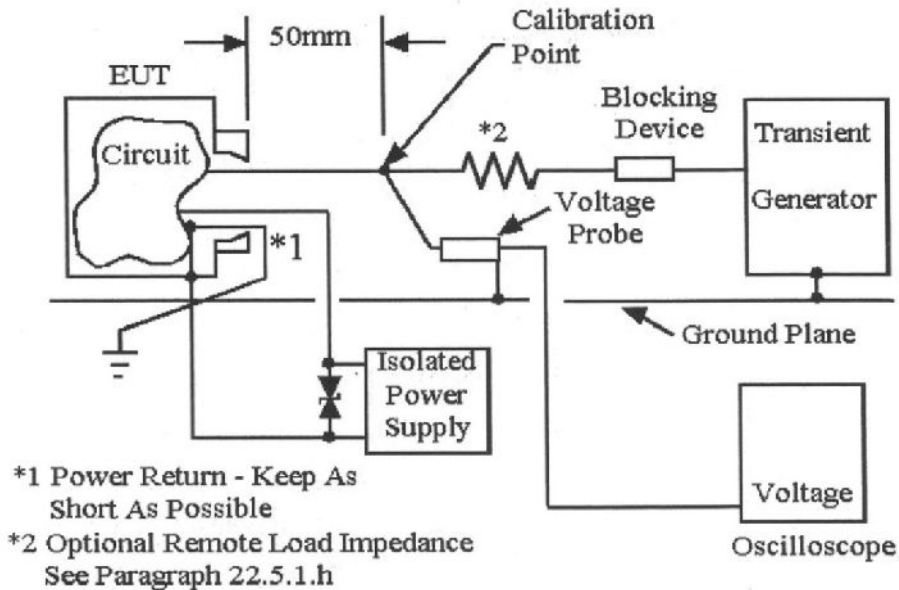 50mm
Calibration
Point
EUT
Blocking
Device
*2
Transient
Generator
Circuit
Voltage
Probe
*1
Ground Plane
Isolated
Power
Supply
*1 Power Return - Keep As
Short As Possible
Voltage
*2 Optional Remote Load Impedance
Oscilloscope
See Paragraph 22.5.1.h